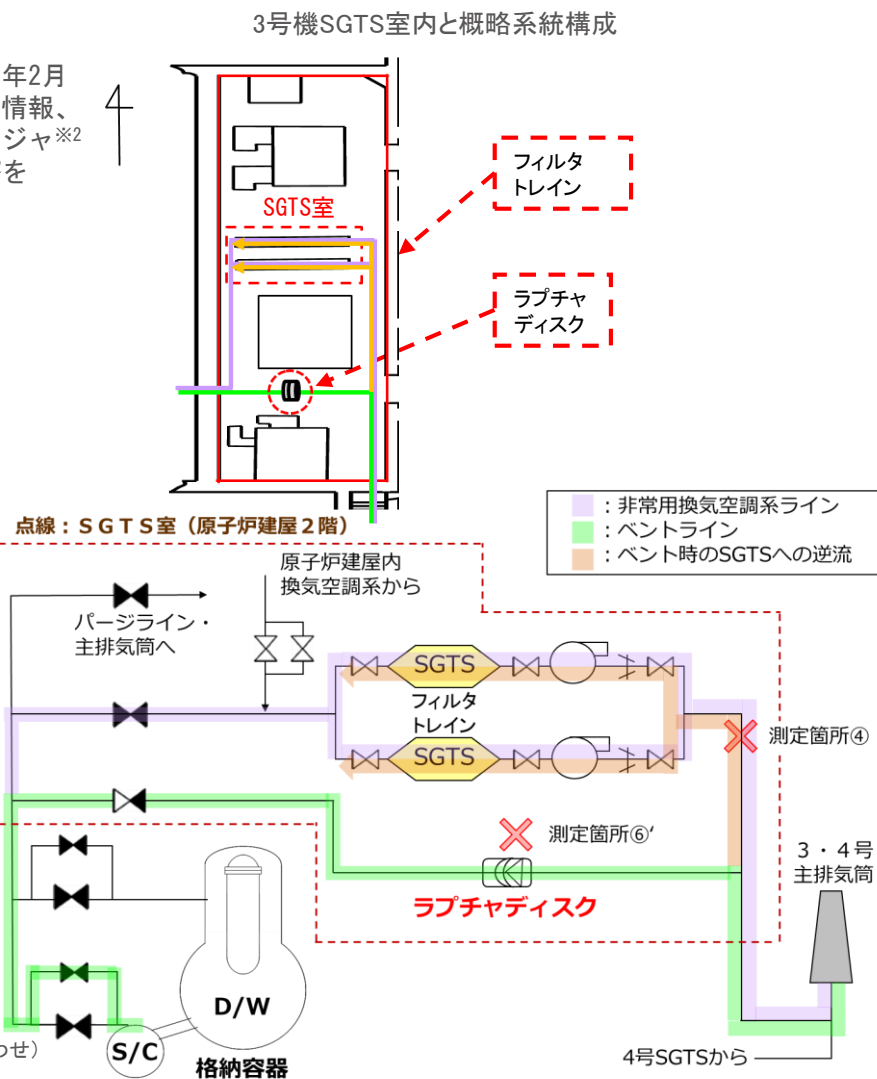 3号機SGTS室内と概略系統構成
年2月
情報、
ジャ※2
を
フィルタ
トレイン
SGTS室
ラプチャ
ディスク
点線：ＳＧＴＳ室（原子炉建屋２階）
：非常用換気空調系ライン
：ベントライン
：ベント時のSGTSへの逆流
原子炉建屋内
換気空調系から
パージライン・
主排気筒へ
SGTS
フィルタ
トレイン
SGTS
測定箇所④
測定箇所⑥‘
ラプチャディスク
３・４号
主排気筒
D/W
S/C
格納容器
わせ）
4号SGTSから